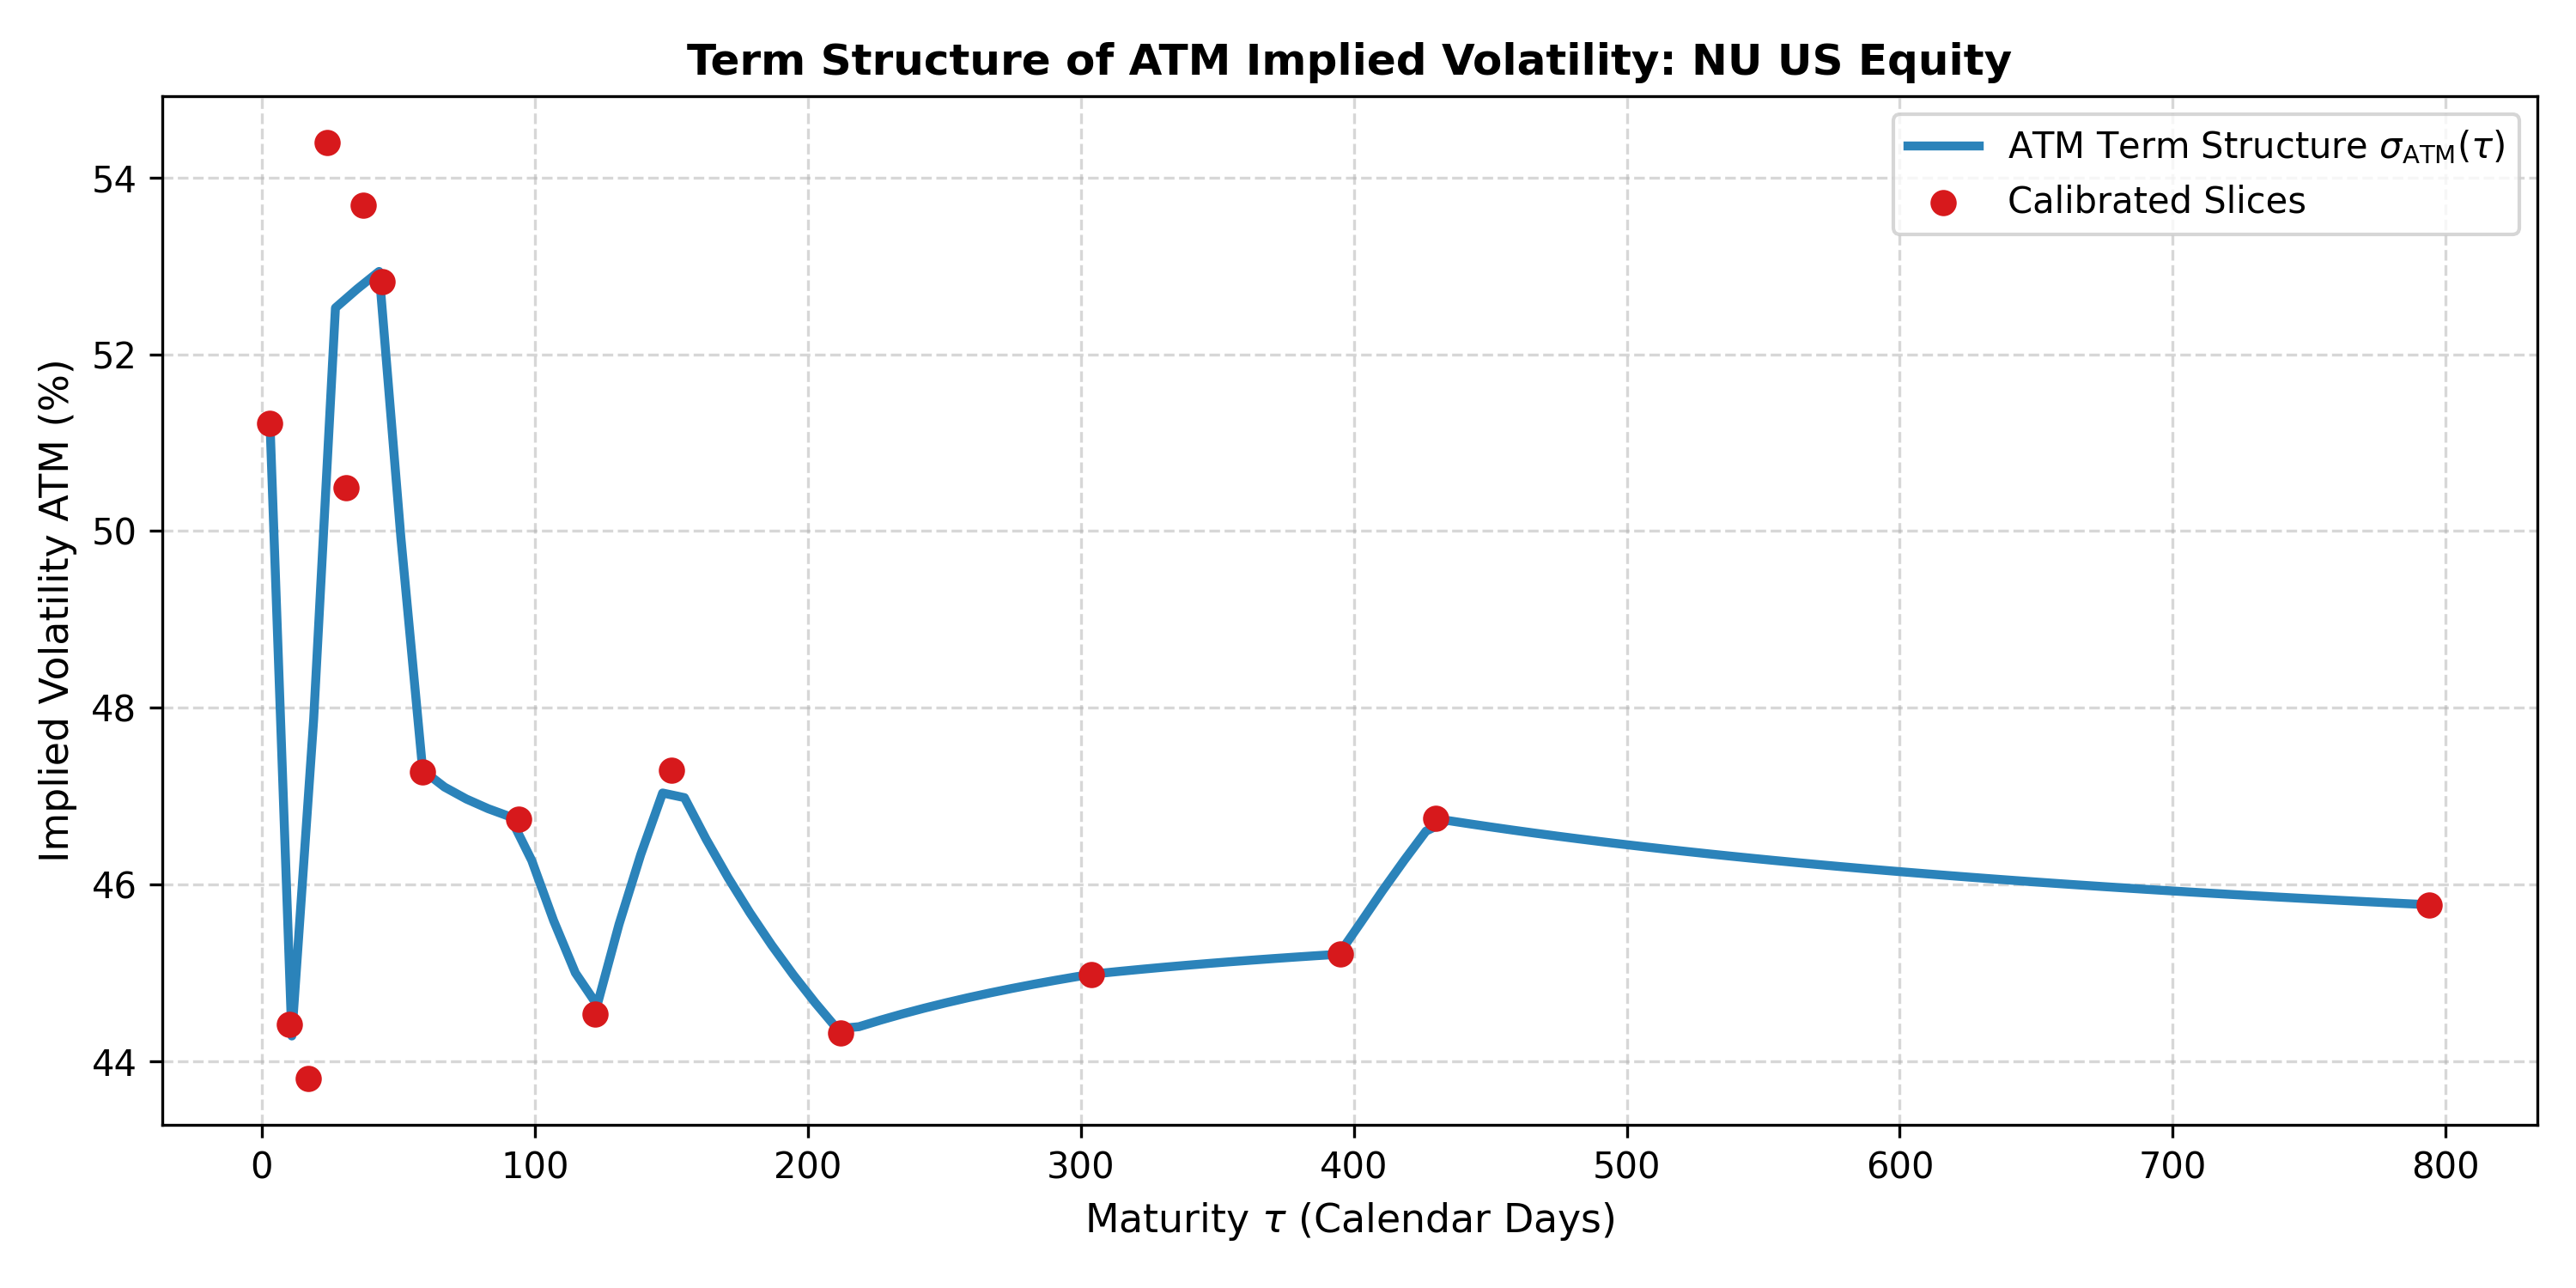 Term Structure of ATM Implied Volatility: NU US Equity
ATM Term Structure σATM(τ)
Calibrated Slices
Implied Volatility ATM (%)
54
52
50
48
46
44
0 100 200 300 400 500 600 700 800
Maturity τ (Calendar Days)